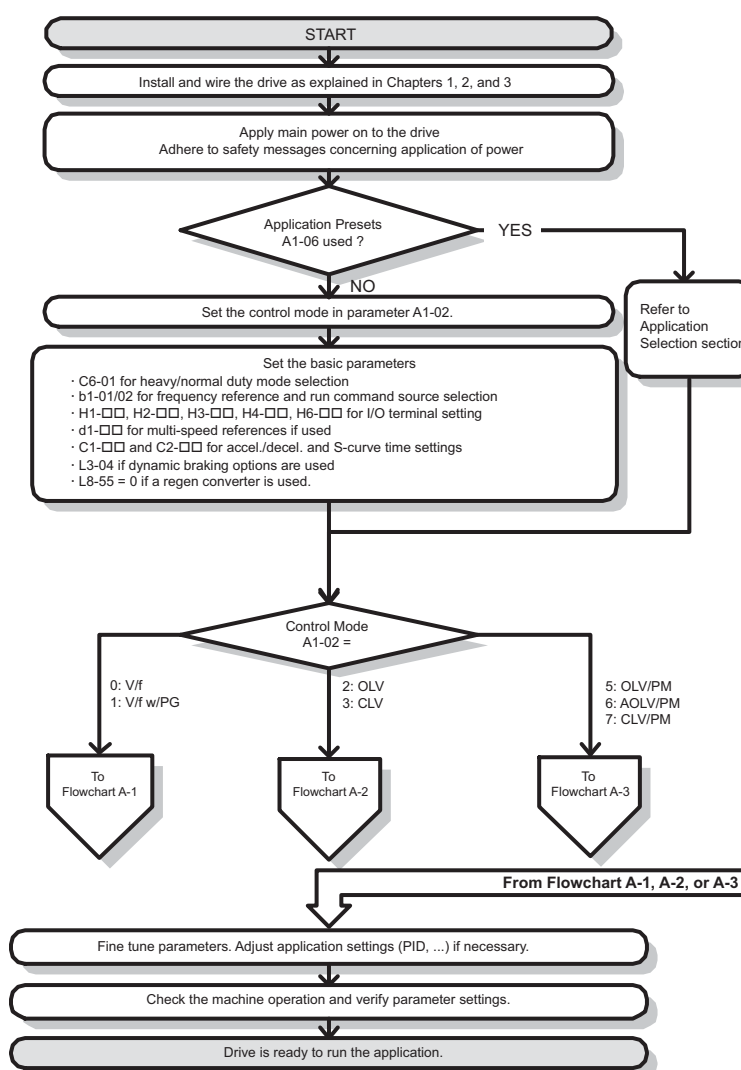 START
Install and wire the drive as explained in Chapters 1, 2, and 3
Apply main power on to the drive
Adhere to safety messages concerning application of power
Application Presets
A1-06 used ?
YES
NO
Set the control mode in parameter A1-02.
Refer to
Application
Selection section
Set the basic parameters
· C6-01 for heavy/normal duty mode selection
· b1-01/02 for frequency reference and run command source selection
· H1-□□, H2-□□, H3-□□, H4-□□, H6-□□ for I/O terminal setting
· d1-□□ for multi-speed references if used
· C1-□□ and C2-□□ for accel./decel. and S-curve time settings
· L3-04 if dynamic braking options are used
· L8-55 = 0 if a regen converter is used.
Control Mode
A1-02 =
0: V/f
1: V/f w/PG
2: OLV
3: CLV
5: OLV/PM
6: AOLV/PM
7: CLV/PM
To
Flowchart A-1
To
Flowchart A-2
To
Flowchart A-3
From Flowchart A-1, A-2, or A-3
Fine tune parameters. Adjust application settings (PID, ...) if necessary.
Check the machine operation and verify parameter settings.
Drive is ready to run the application.